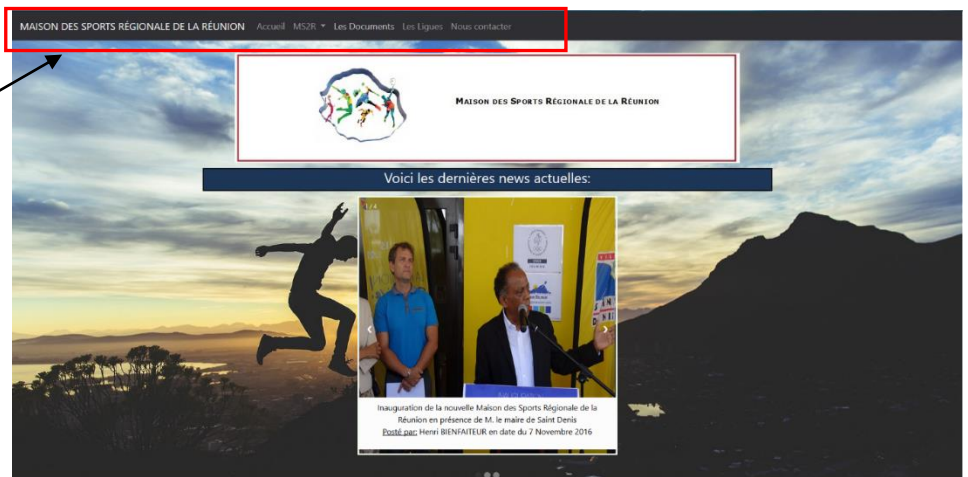 MAISON DES SPORTS RÉGIONALE DE LA RÉUNION Accueil MS2R Les Documents Les Ligues Nous contacter
MAISON DES SPORTS RÉGIONALE DE LA RÉUNION
Voici les dernières news actuelles:
1 / 4
Inauguration de la nouvelle Maison des Sports Régionale de la
Réunion en présence de M. le maire de Saint Denis
Posté par: Henri BIENFAITEUR en date du 7 Novembre 2016